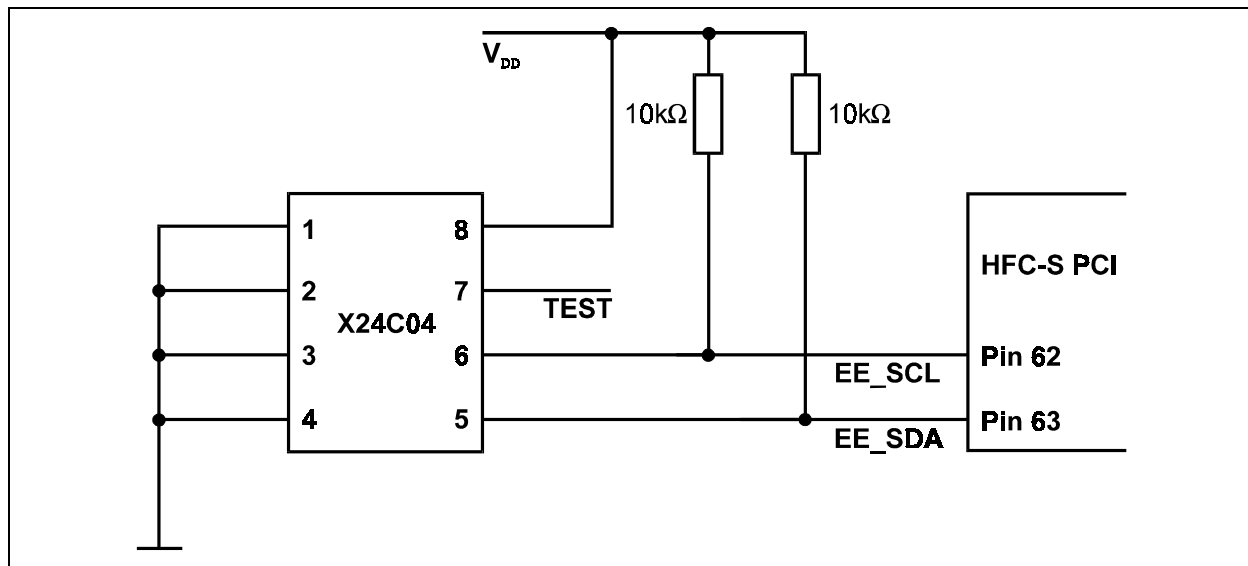 V_DD
10kΩ
10kΩ
1
8
HFC-S PCI
2
7
TEST
X24C04
3
6
Pin 62
EE_SCL
4
5
Pin 63
EE_SDA